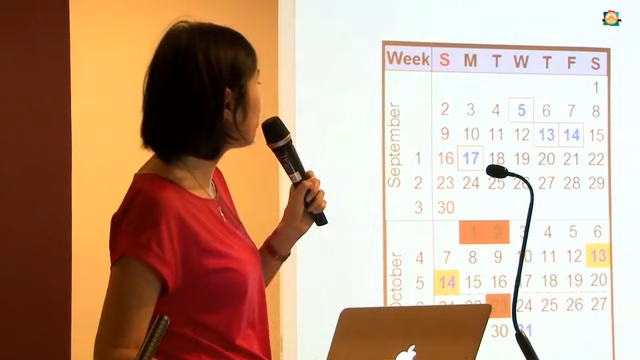 Week S M T W T F S
September
1
2 3 4 5 6 7 8
9 10 11 12 13 14 15
1 16 17 18 19 20 21 22
2 23 24 25 26 27 28 29
3 30
October
1 2 3 4 5 6
4 7 8 9 10 11 12 13
5 14 15 16 17 18 19 20
21 22 23 24 25 26 27
30 31